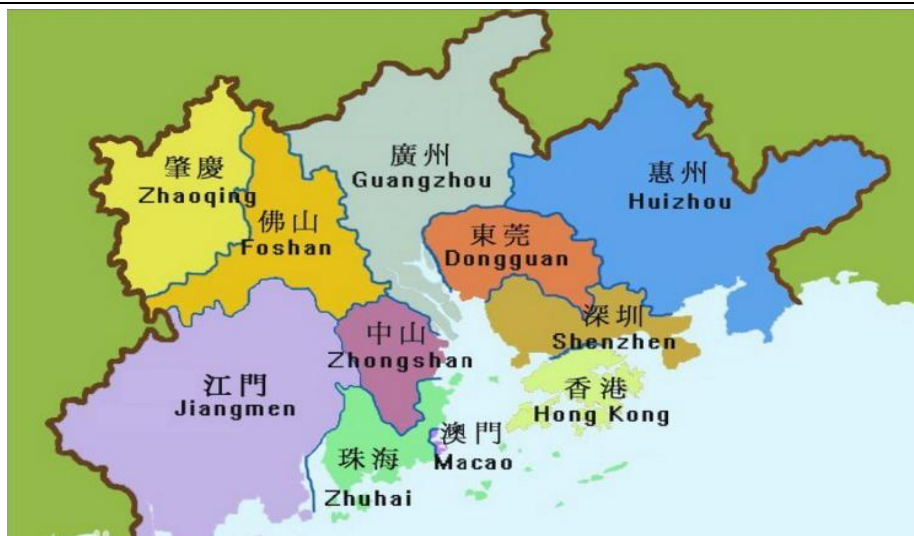 廣州
Guangzhou
肇慶
Zhaoqing
惠州
Huizhou
佛山
Foshan
東莞
Dongguan
深圳
Shenzhen
中山
Zhongshan
江門
Jiangmen
香港
Hong Kong
澳門
Macao
珠海
Zhuhai